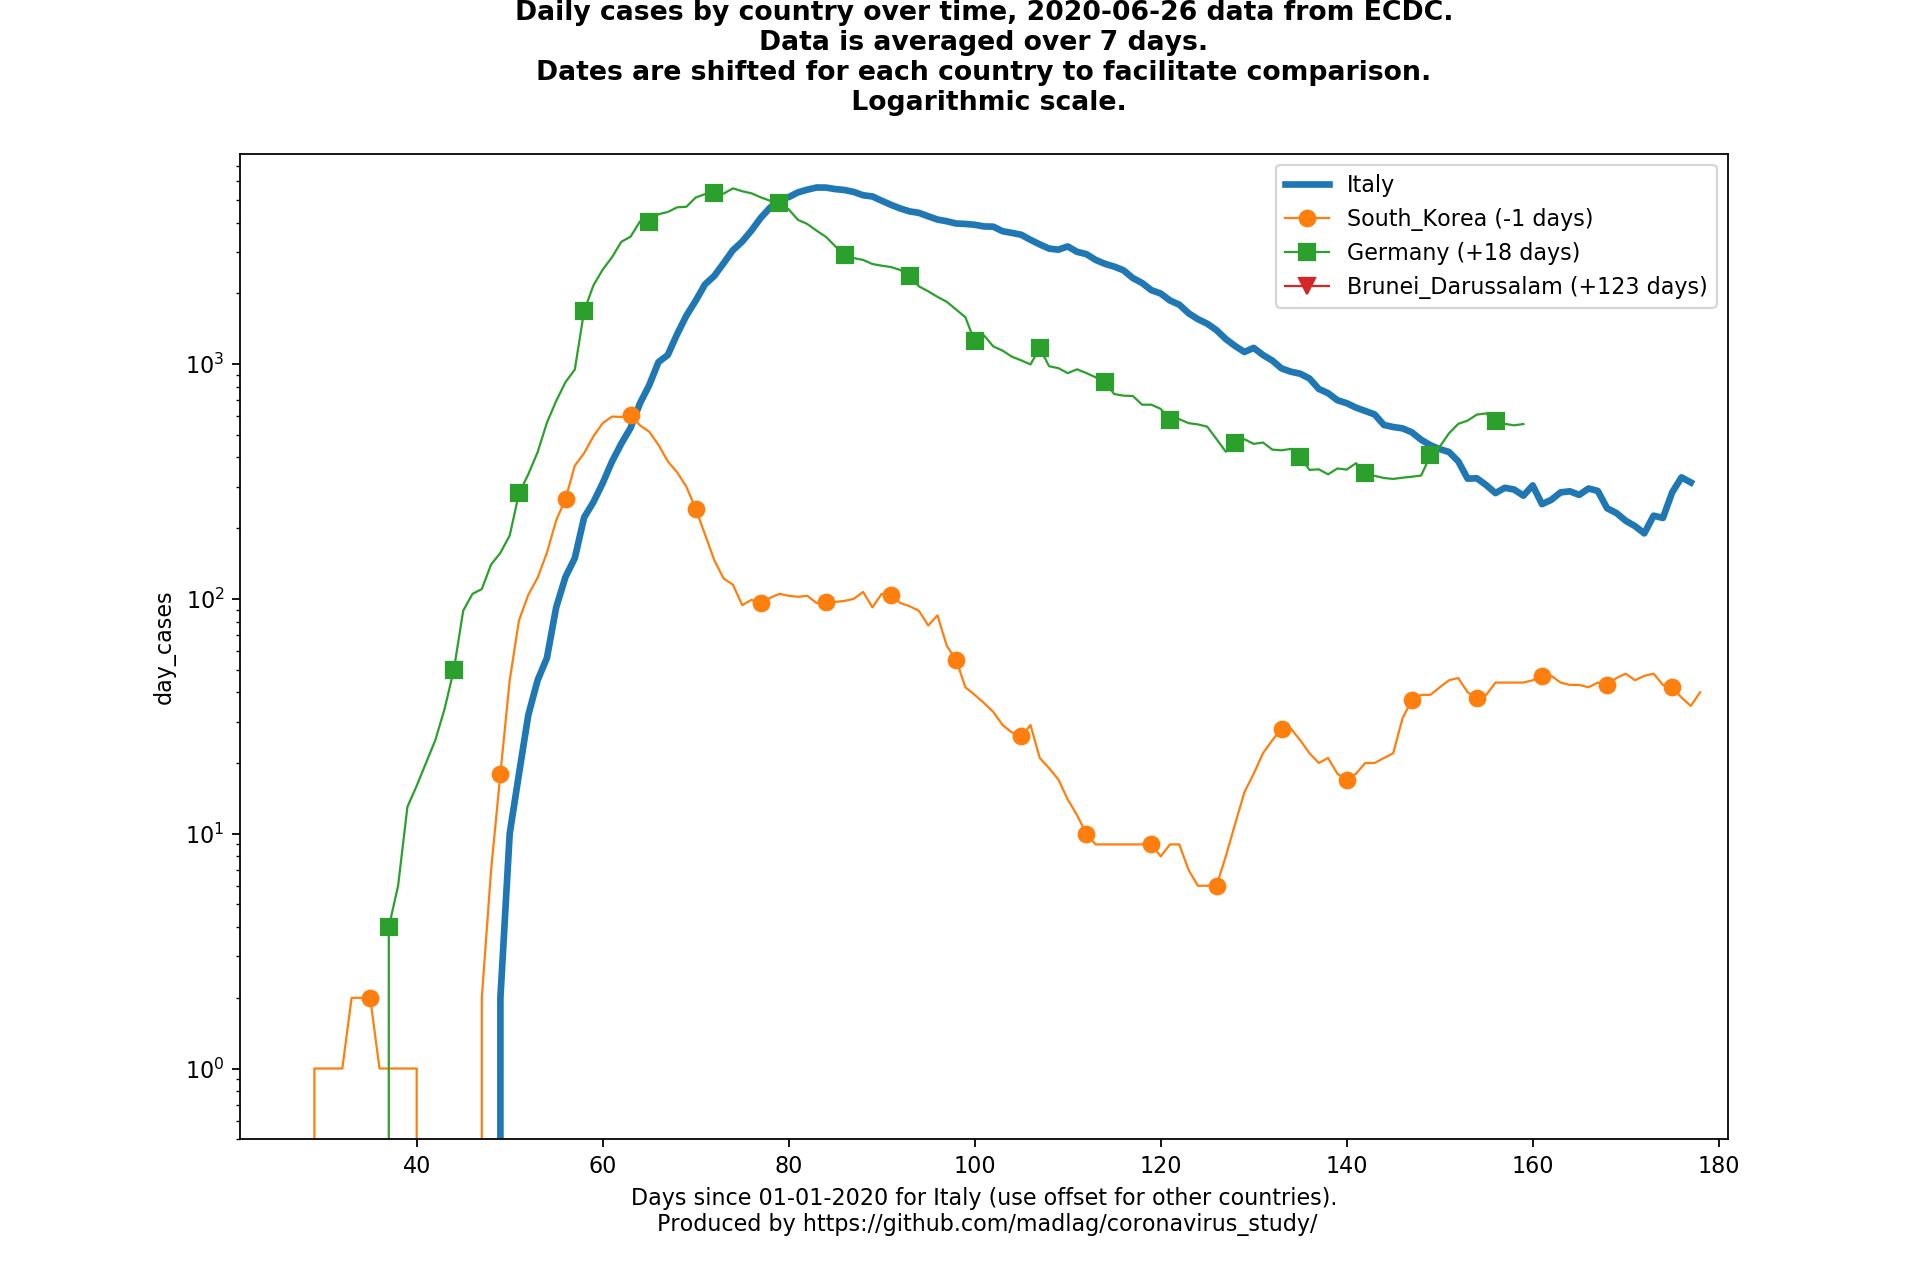 Daily cases by country over time, 2020-06-26 data from ECDC.
Data is averaged over 7 days.
Dates are shifted for each country to facilitate comparison.
Logarithmic scale.
Italy
South_Korea (-1 days)
Germany (+18 days)
Brunei_Darussalam (+123 days)
day_cases
10³
10²
10¹
10⁰
40 60 80 100 120 140 160 180
Days since 01-01-2020 for Italy (use offset for other countries).
Produced by https://github.com/madlag/coronavirus_study/